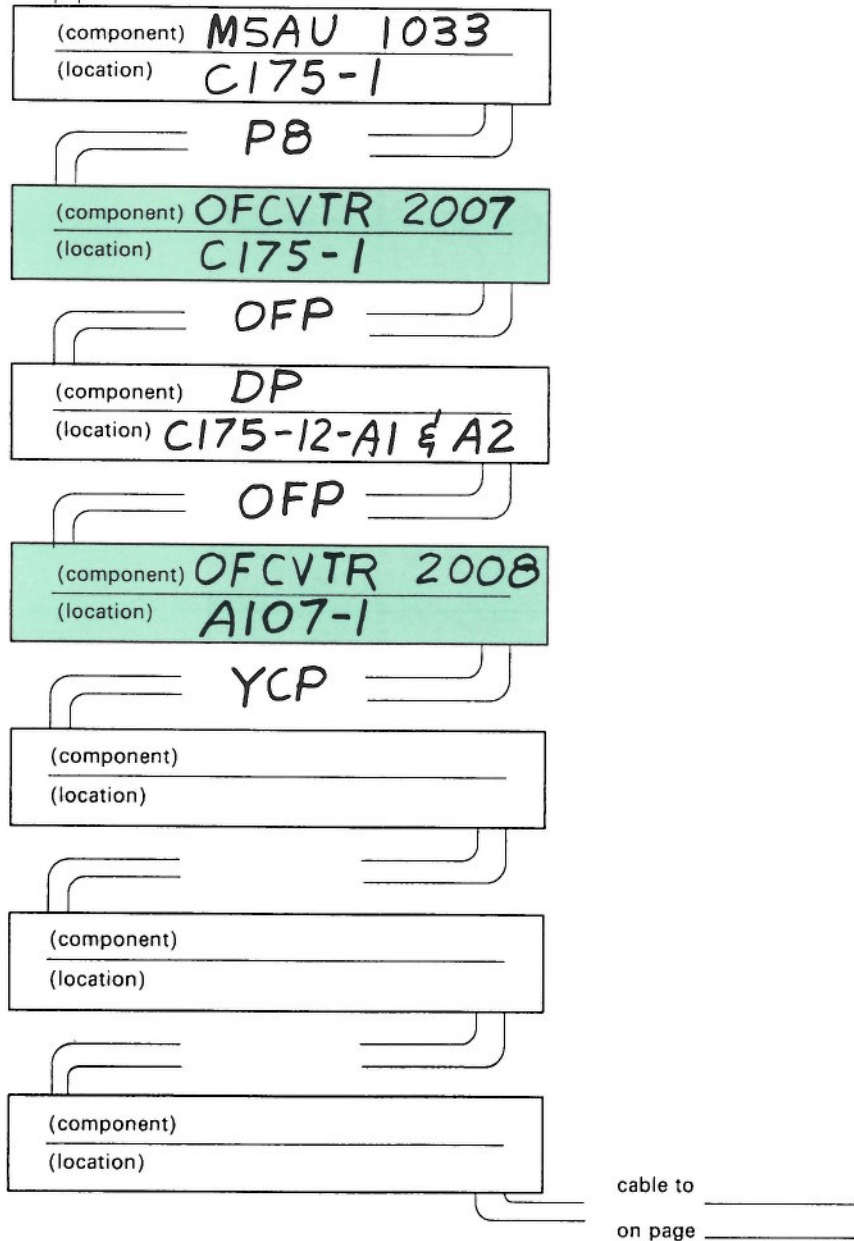 (component) MSAU 1033
(location) C175-1
P8
(component) OFCVTR 2007
(location) C175-1
OFP
(component) DP
(location) C175-12-A1 & A2
OFP
(component) OFCVTR 2008
(location) A107-1
YCP
(component)
(location)
(component)
(location)
(component)
(location)
cable to
on page